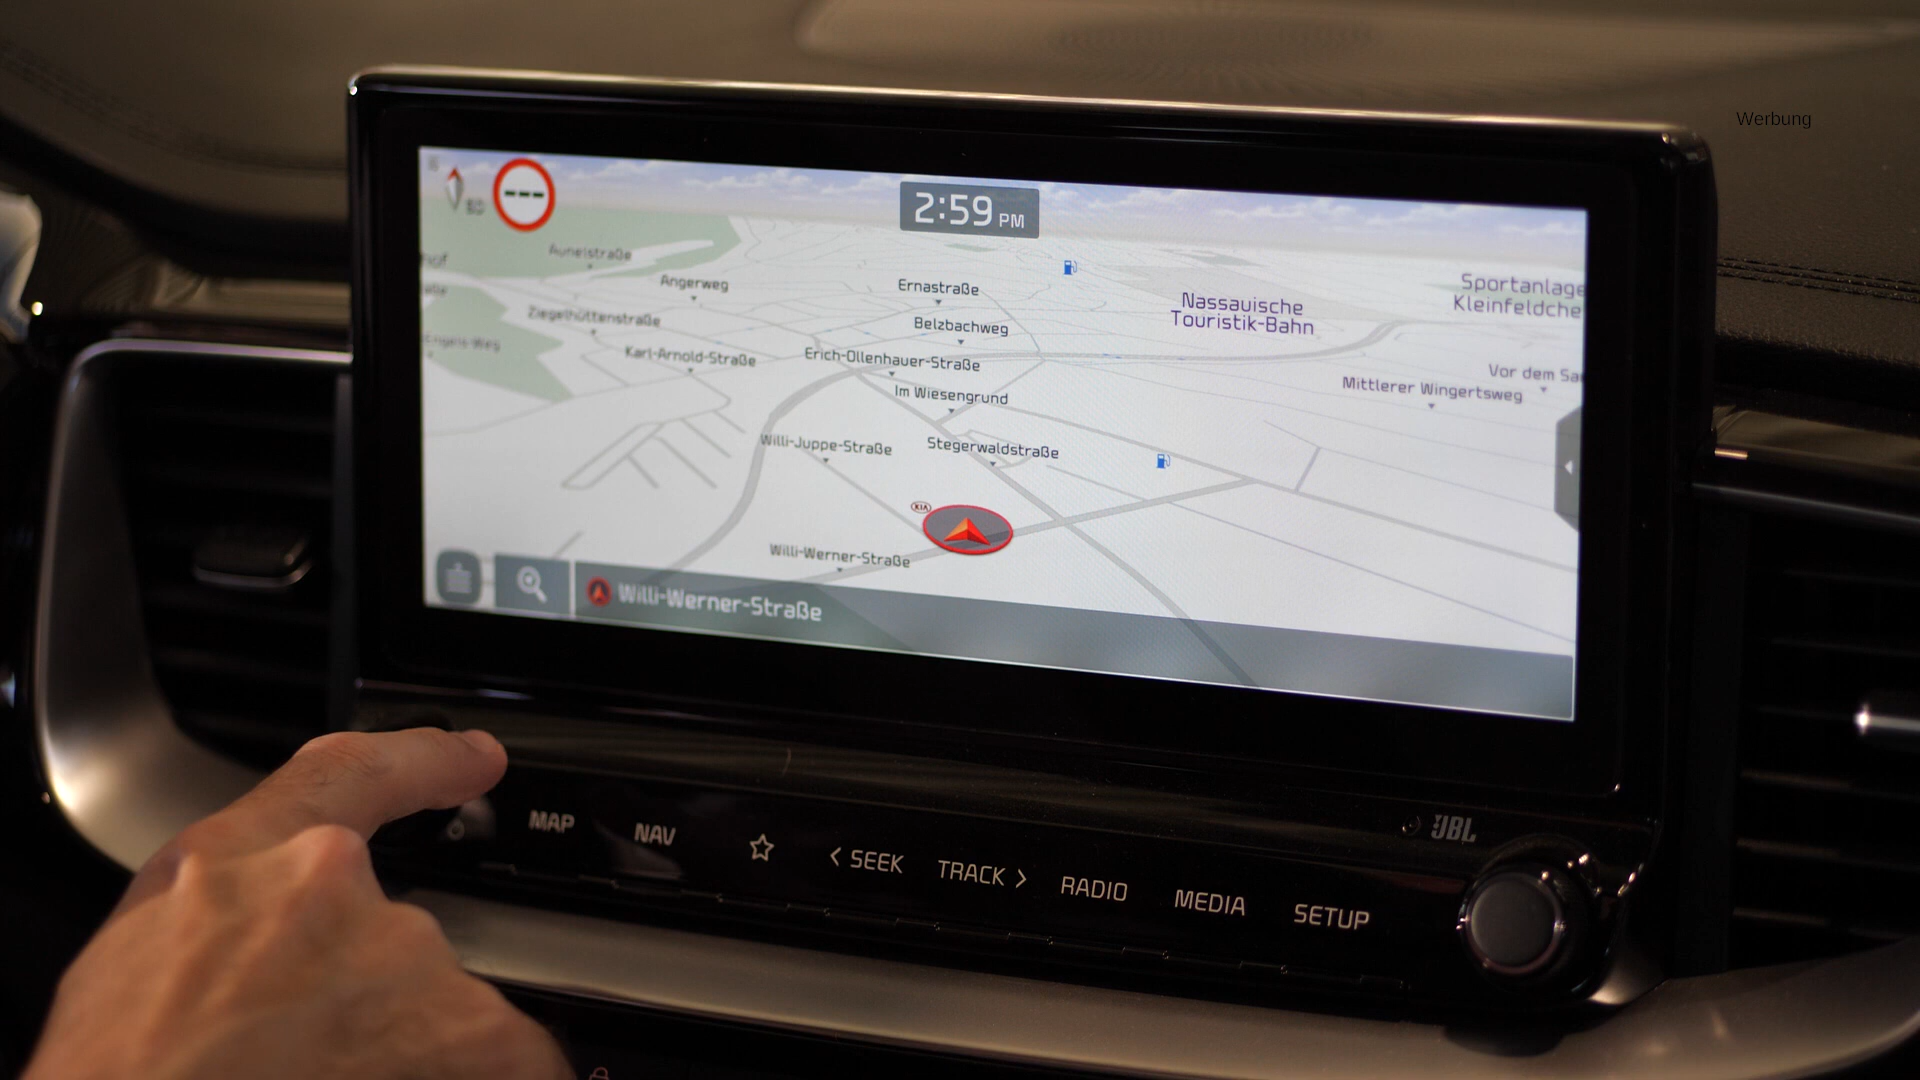 Werbung
3D
---
2:59 PM
Aunelstraße
hof
Angerweg
Ernastraße
Nassauische
Touristik-Bahn
Sportanlage
Kleinfeldche
Ziegelhüttenstraße
Belzbachweg
Karl-Arnold-Straße
Erich-Ollenhauer-Straße
Vor dem Sa
Mittlerer Wingertsweg
Im Wiesengrund
Willi-Juppe-Straße
Stegerwaldstraße
KIA
Willi-Werner-Straße
Willi-Werner-Straße
JBL
MAP
NAV
< SEEK
TRACK >
RADIO
MEDIA
SETUP